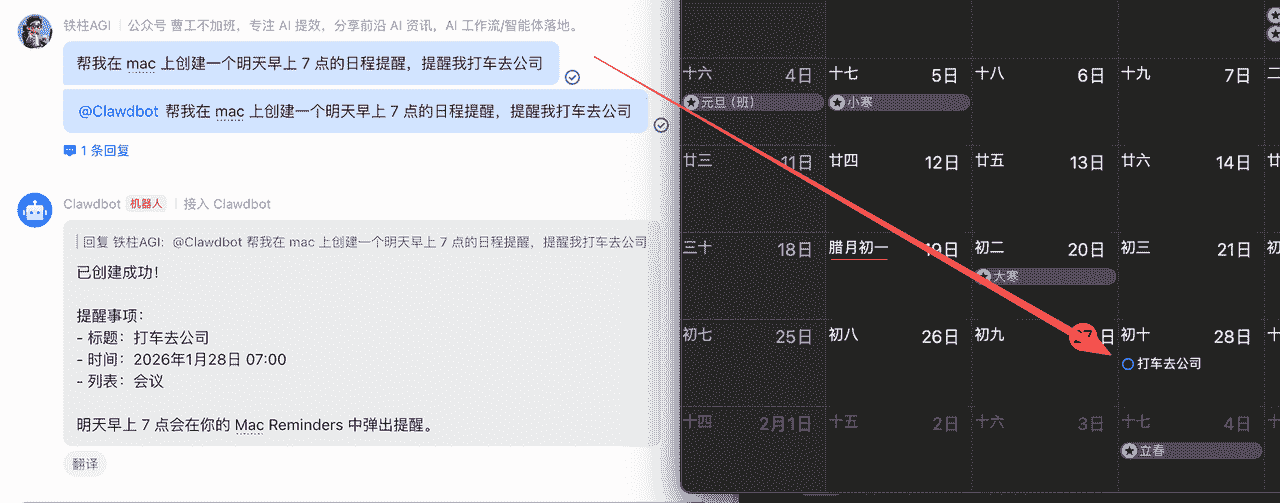 铁柱AGI | 公众号 曹工不加班，专注 AI 提效，分享前沿 AI 资讯，AI 工作流/智能体落地。
帮我在 mac 上创建一个明天早上 7 点的日程提醒，提醒我打车去公司
@Clawdbot 帮我在 mac 上创建一个明天早上 7 点的日程提醒，提醒我打车去公司
1 条回复
Clawdbot 机器人 | 接入 Clawdbot
回复 铁柱AGI：@Clawdbot 帮我在 mac 上创建一个明天早上 7 点的日程提醒，提醒我打车去公司
已创建成功！
提醒事项：
- 标题：打车去公司
- 时间：2026年1月28日 07:00
- 列表：会议
明天早上 7 点会在你的 Mac Reminders 中弹出提醒。
翻译
十六 4日 十七 5日 十八 6日 十九 7日 二
元旦（班） 小寒
廿三 11日 廿四 12日 廿五 13日 廿六 14日
三十 18日 腊月初一 19日 初二 20日 初三 21日
大寒
初七 25日 初八 26日 初九 27日 初十 28日
打车去公司
十四 2月1日 十五 2日 十六 3日 十七 4日
立春